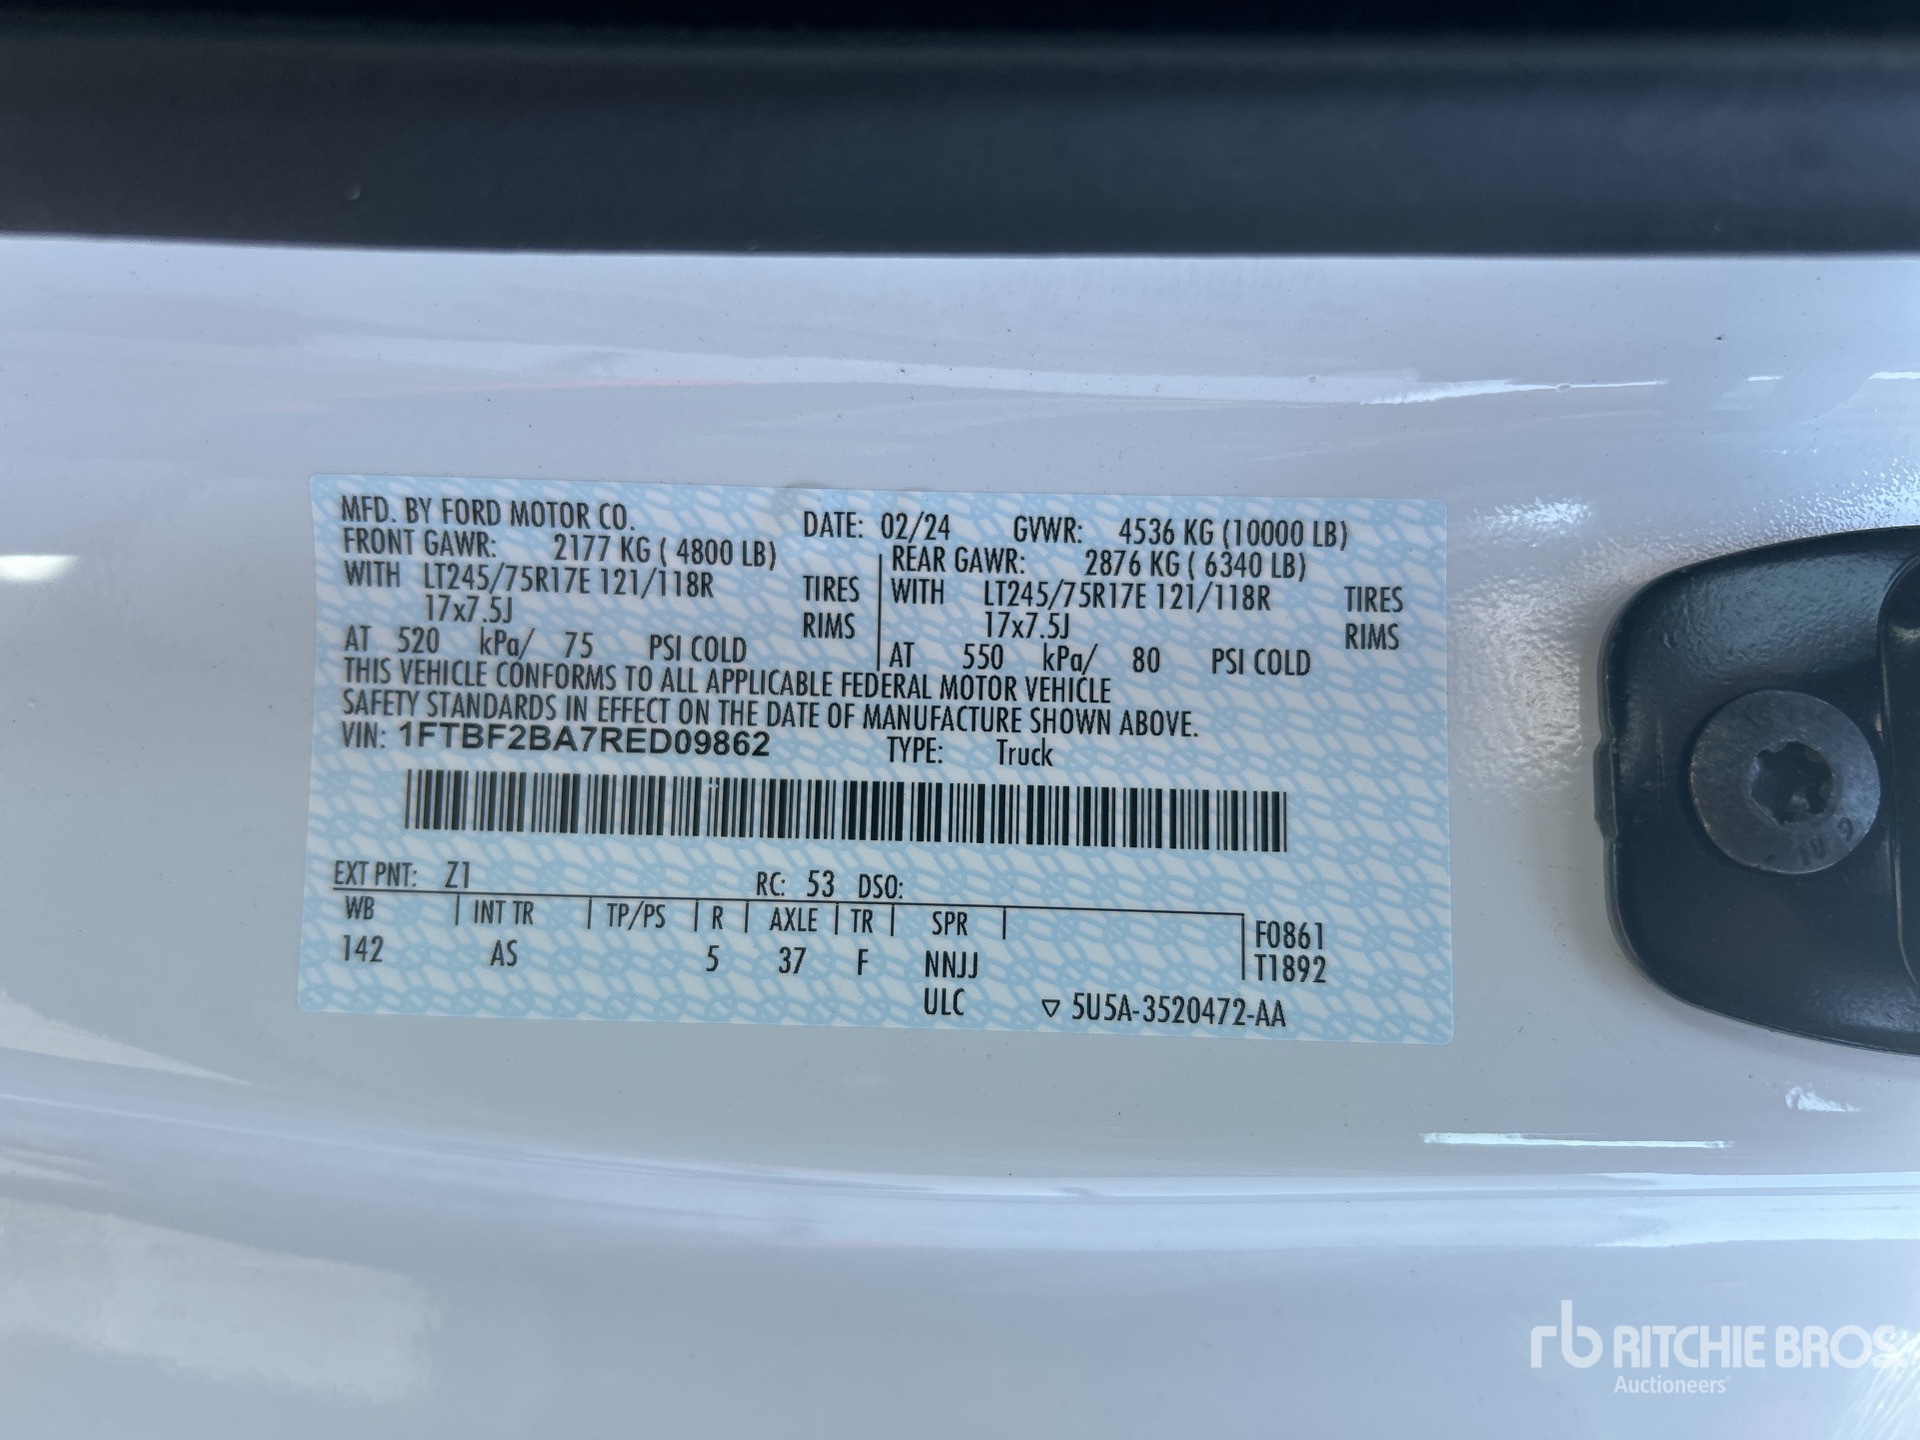 MFD. BY FORD MOTOR CO. DATE: 02/24 GVWR: 4536 KG (10000 LB)
FRONT GAWR: 2177 KG ( 4800 LB) REAR GAWR: 2876 KG ( 6340 LB)
WITH LT245/75R17E 121/118R TIRES WITH LT245/75R17E 121/118R TIRES
17x7.5J RIMS 17x7.5J RIMS
AT 520 kPa/ 75 PSI COLD AT 550 kPa/ 80 PSI COLD
THIS VEHICLE CONFORMS TO ALL APPLICABLE FEDERAL MOTOR VEHICLE
SAFETY STANDARDS IN EFFECT ON THE DATE OF MANUFACTURE SHOWN ABOVE.
VIN: 1FTBF2BA7RED09862 TYPE: Truck
EXT PNT: Z1 RC: 53 DSO:
WB INT TR TP/PS R AXLE TR SPR F0861
142 AS 5 37 F NNJJ T1892
ULC ▽ 5U5A-3520472-AA
rb RITCHIE BROS
Auctioneers